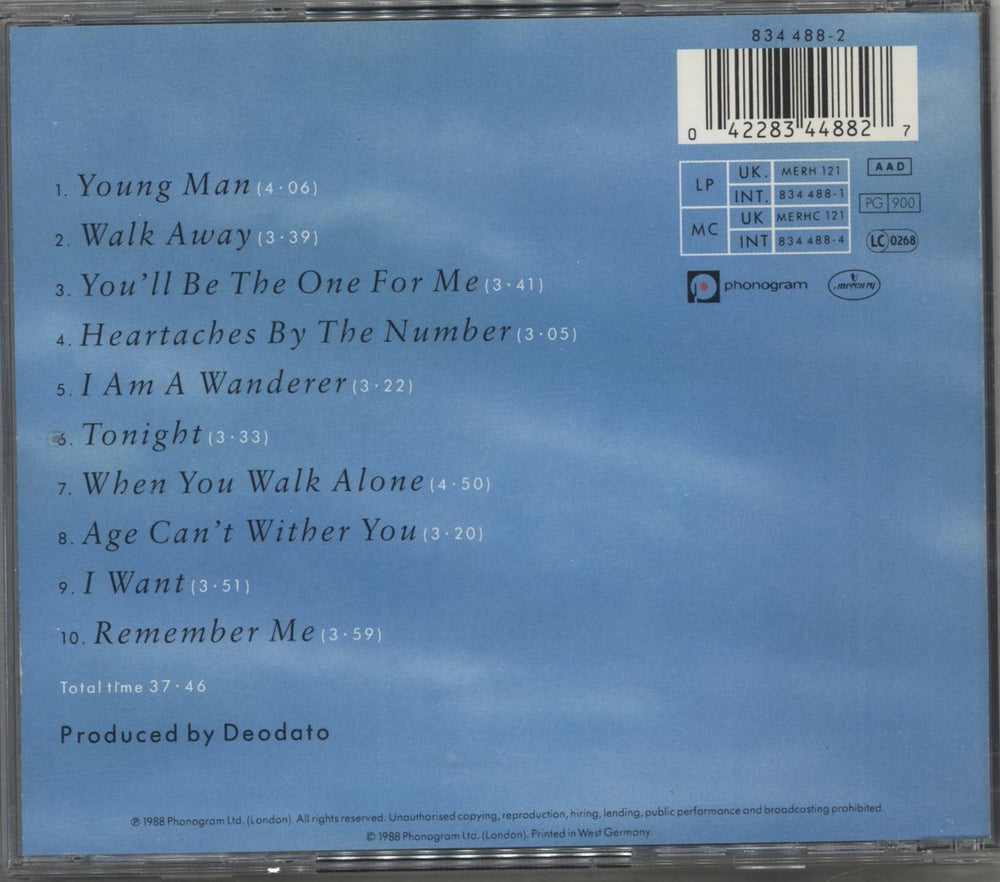 834 488-2
0 42283 44882 7
LP UK. MERH 121
INT. 834 488-1
MC UK MERHC 121
INT 834 488-4
AAD
PG 900
LC 0268
phonogram
mercury
1. Young Man (4·06)
2. Walk Away (3·39)
3. You'll Be The One For Me (3·41)
4. Heartaches By The Number (3·05)
5. I Am A Wanderer (3·22)
6. Tonight (3·33)
7. When You Walk Alone (4·50)
8. Age Can't Wither You (3·20)
9. I Want (3·51)
10. Remember Me (3·59)
Total time 37·46
Produced by Deodato
℗ 1988 Phonogram Ltd. (London). All rights reserved. Unauthorised copying, reproduction, hiring, lending, public performance and broadcasting prohibited.
© 1988 Phonogram Ltd. (London). Printed in West Germany.